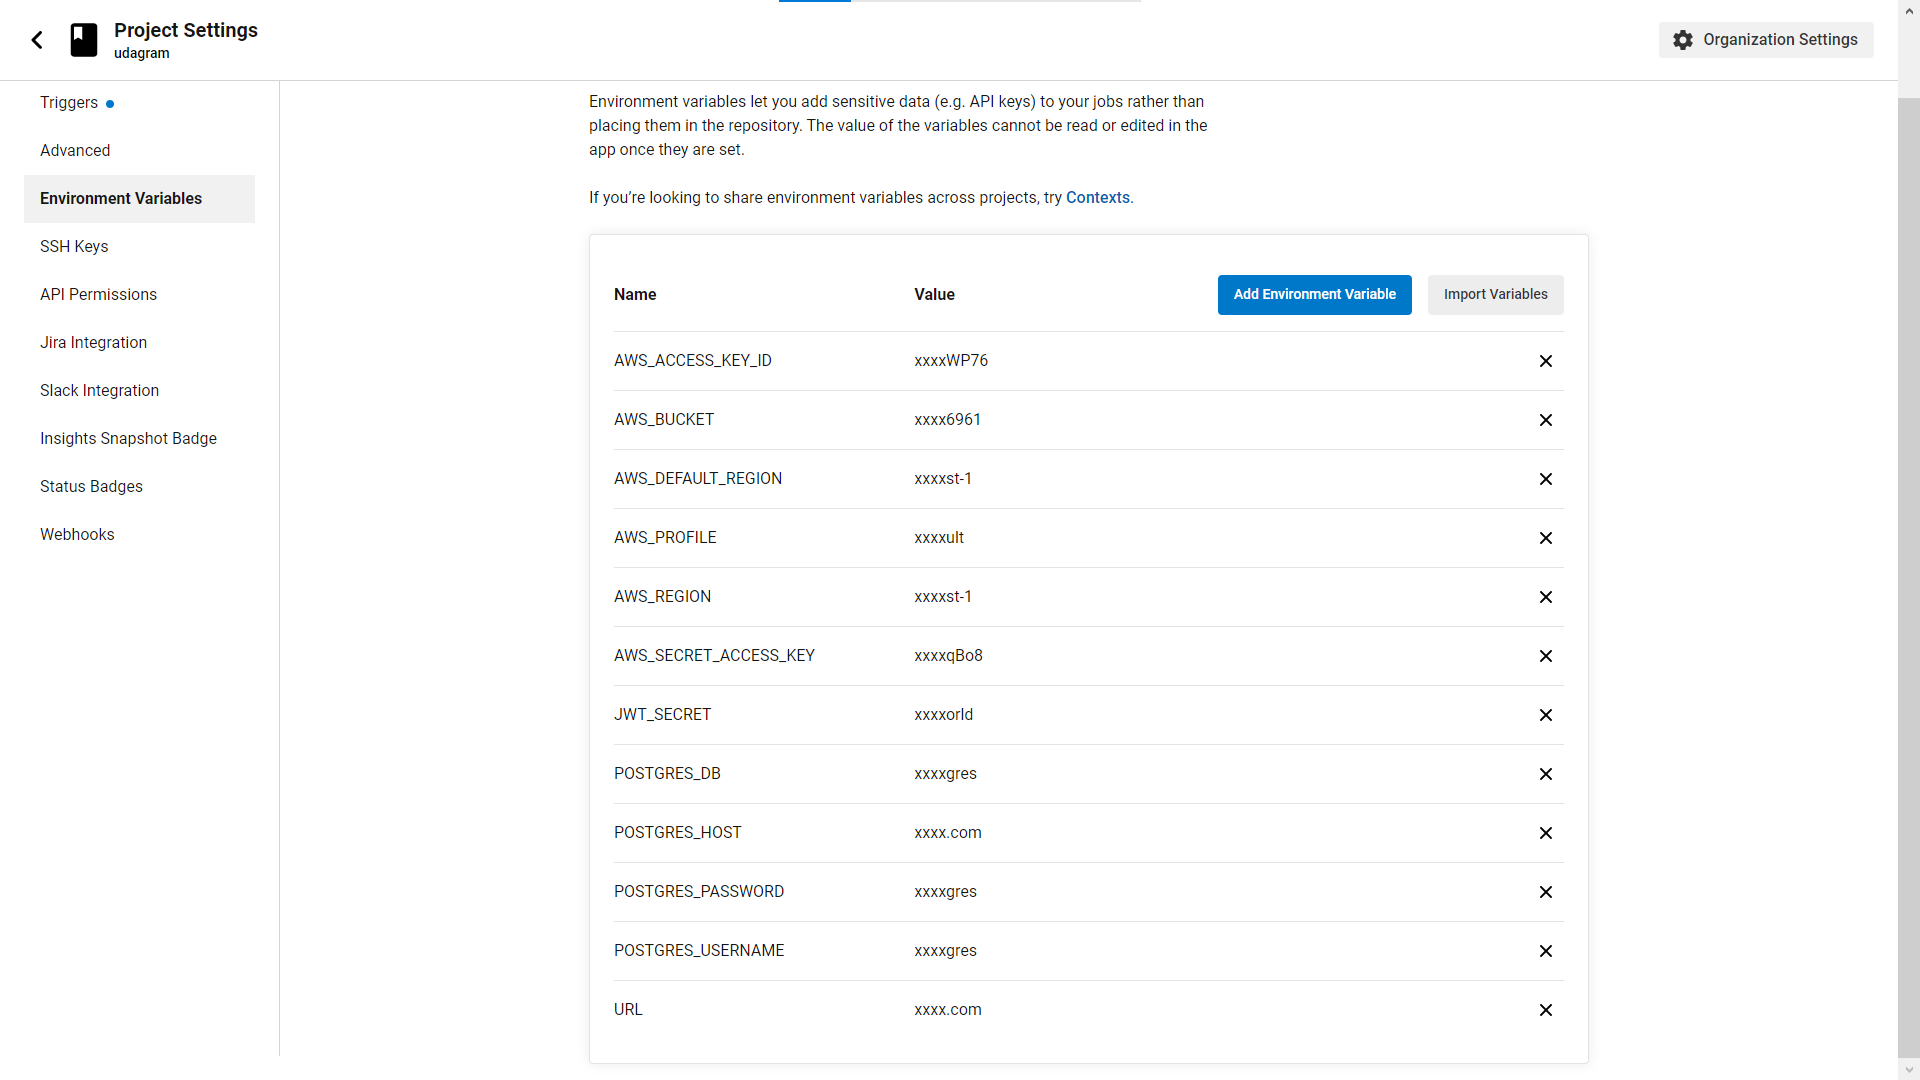 Project Settings
udagram
Organization Settings
Triggers
Advanced
Environment Variables
SSH Keys
API Permissions
Jira Integration
Slack Integration
Insights Snapshot Badge
Status Badges
Webhooks
Environment variables let you add sensitive data (e.g. API keys) to your jobs rather than
placing them in the repository. The value of the variables cannot be read or edited in the
app once they are set.
If you’re looking to share environment variables across projects, try Contexts.
Name Value Add Environment Variable Import Variables
AWS_ACCESS_KEY_ID xxxxWP76
AWS_BUCKET xxxx6961
AWS_DEFAULT_REGION xxxxst-1
AWS_PROFILE xxxxult
AWS_REGION xxxxst-1
AWS_SECRET_ACCESS_KEY xxxxqBo8
JWT_SECRET xxxxorld
POSTGRES_DB xxxxgres
POSTGRES_HOST xxxx.com
POSTGRES_PASSWORD xxxxgres
POSTGRES_USERNAME xxxxgres
URL xxxx.com